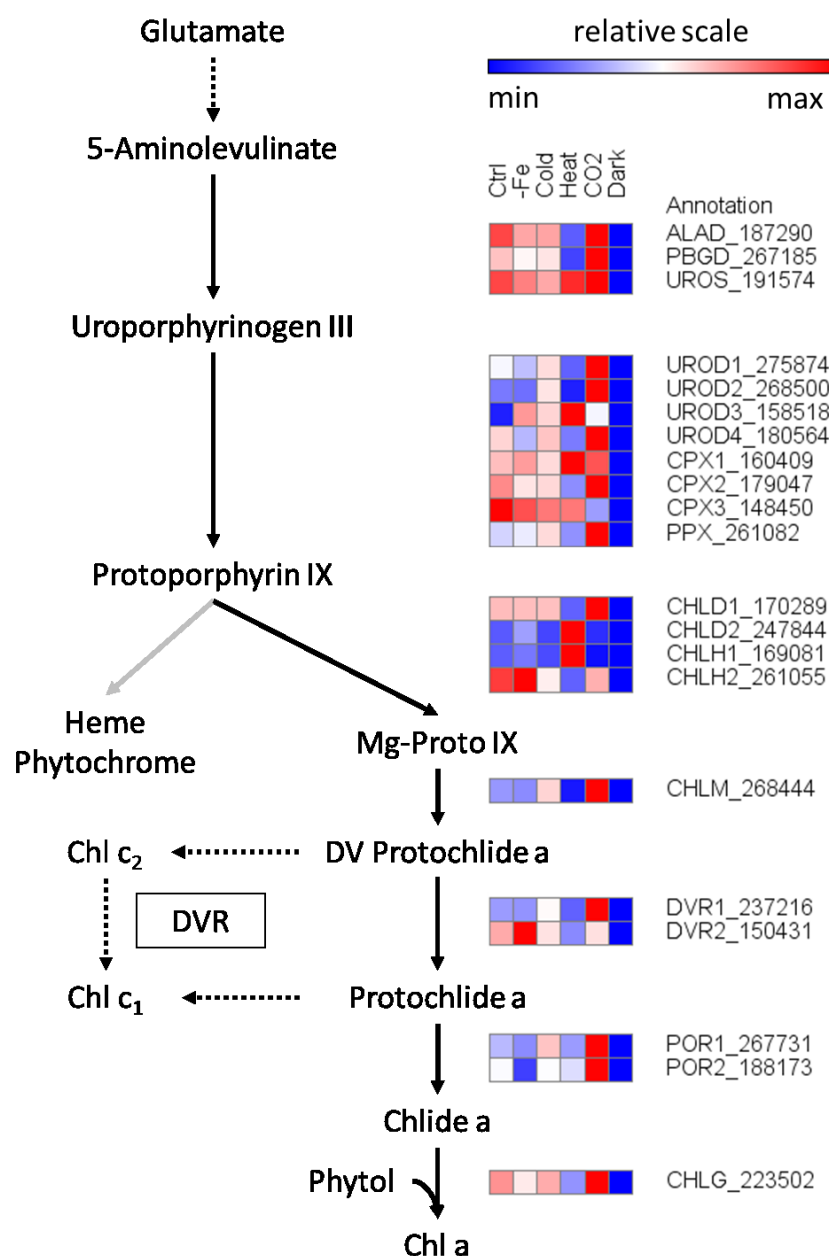 Glutamate
relative scale
min max
5-Aminolevulinate
Ctrl
-Fe
Cold
Heat
CO2
Dark
Annotation
ALAD_187290
PBGD_267185
UROS_191574
Uroporphyrinogen III
UROD1_275874
UROD2_268500
UROD3_158518
UROD4_180564
CPX1_160409
CPX2_179047
CPX3_148450
PPX_261082
Protoporphyrin IX
CHLD1_170289
CHLD2_247844
CHLH1_169081
CHLH2_261055
Heme
Phytochrome
Mg-Proto IX
CHLM_268444
Chl c₂
DV Protochlide a
DVR
DVR1_237216
DVR2_150431
Chl c₁
Protochlide a
POR1_267731
POR2_188173
Chlide a
Phytol
CHLG_223502
Chl a